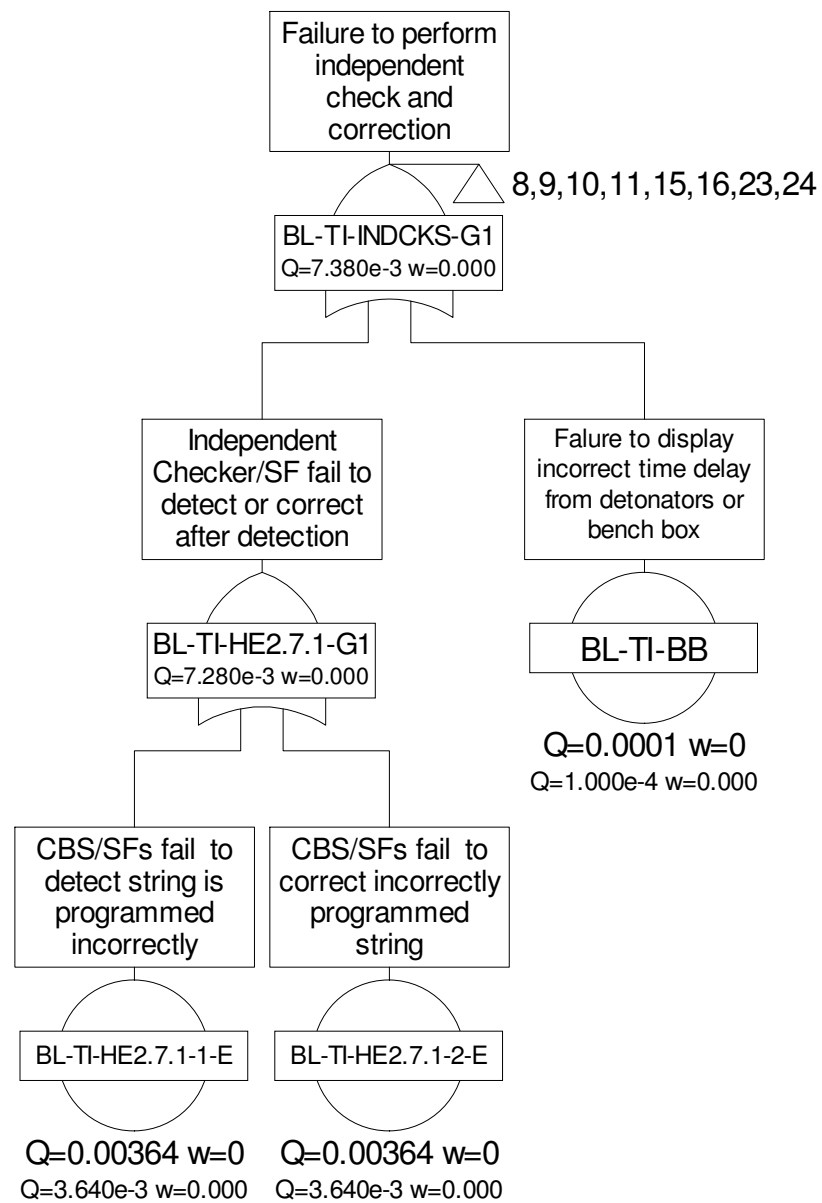 Failure to perform
independent
check and
correction
8,9,10,11,15,16,23,24
BL-TI-INDCKS-G1
Q=7.380e-3 w=0.000
Independent
Checker/SF fail to
detect or correct
after detection
Falure to display
incorrect time delay
from detonators or
bench box
BL-TI-HE2.7.1-G1
Q=7.280e-3 w=0.000
BL-TI-BB
Q=0.0001 w=0
Q=1.000e-4 w=0.000
CBS/SFs fail to
detect string is
programmed
incorrectly
CBS/SFs fail to
correct incorrectly
programmed
string
BL-TI-HE2.7.1-1-E
BL-TI-HE2.7.1-2-E
Q=0.00364 w=0
Q=3.640e-3 w=0.000
Q=0.00364 w=0
Q=3.640e-3 w=0.000